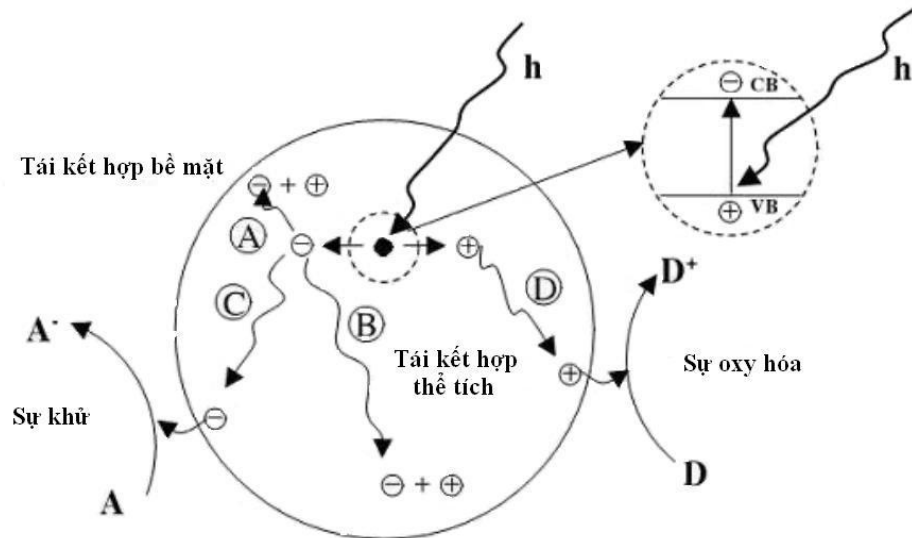 h
h
⊖ CB
⊕ VB
Tái kết hợp bề mặt
⊖ + ⊕
A
⊖
⊕
C
D
B
D⁺
A⁻
Tái kết hợp
thể tích
⊕
Sự oxy hóa
Sự khử
⊖
⊖ + ⊕
A
D